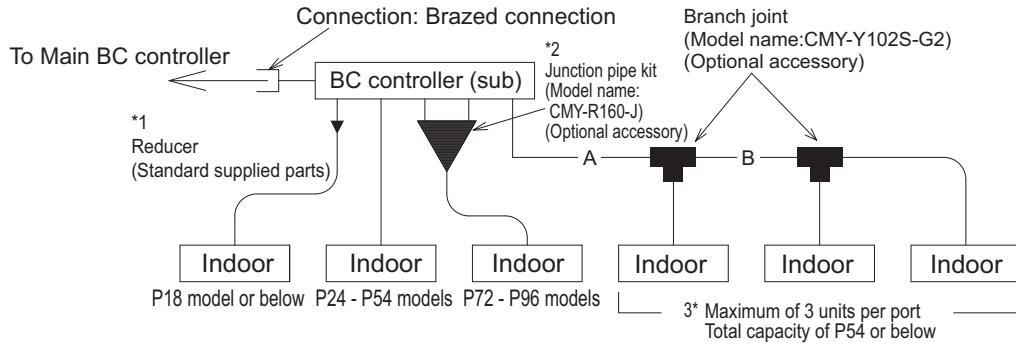 Connection: Brazed connection
To Main BC controller
BC controller (sub)
*1
Reducer
(Standard supplied parts)
*2
Junction pipe kit
(Model name:
CMY-R160-J)
(Optional accessory)
Branch joint
(Model name:CMY-Y102S-G2)
(Optional accessory)
A
B
Indoor
Indoor
Indoor
Indoor
Indoor
Indoor
P18 model or below
P24 - P54 models
P72 - P96 models
3* Maximum of 3 units per port
Total capacity of P54 or below